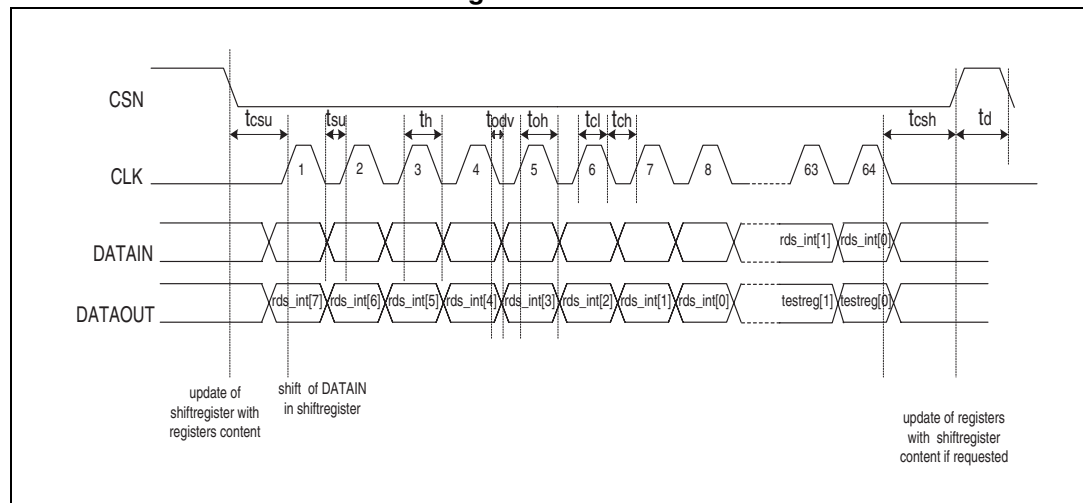 g
CSN
tcsu
tsu
th
toh
tcl
tch
tcsh
td
CLK
1
2
3
4
5
6
7
8
63
64
DATAIN
rds_int[1]
rds_int[0]
DATAOUT
rds_int[7]
rds_int[6]
rds_int[5]
rds_int[4]
rds_int[3]
rds_int[2]
rds_int[1]
rds_int[0]
testreg[1]
testreg[0]
update of
shiftregister with
registers content
shift of DATAIN
in shiftregister
update of registers
with shiftregister
content if requested